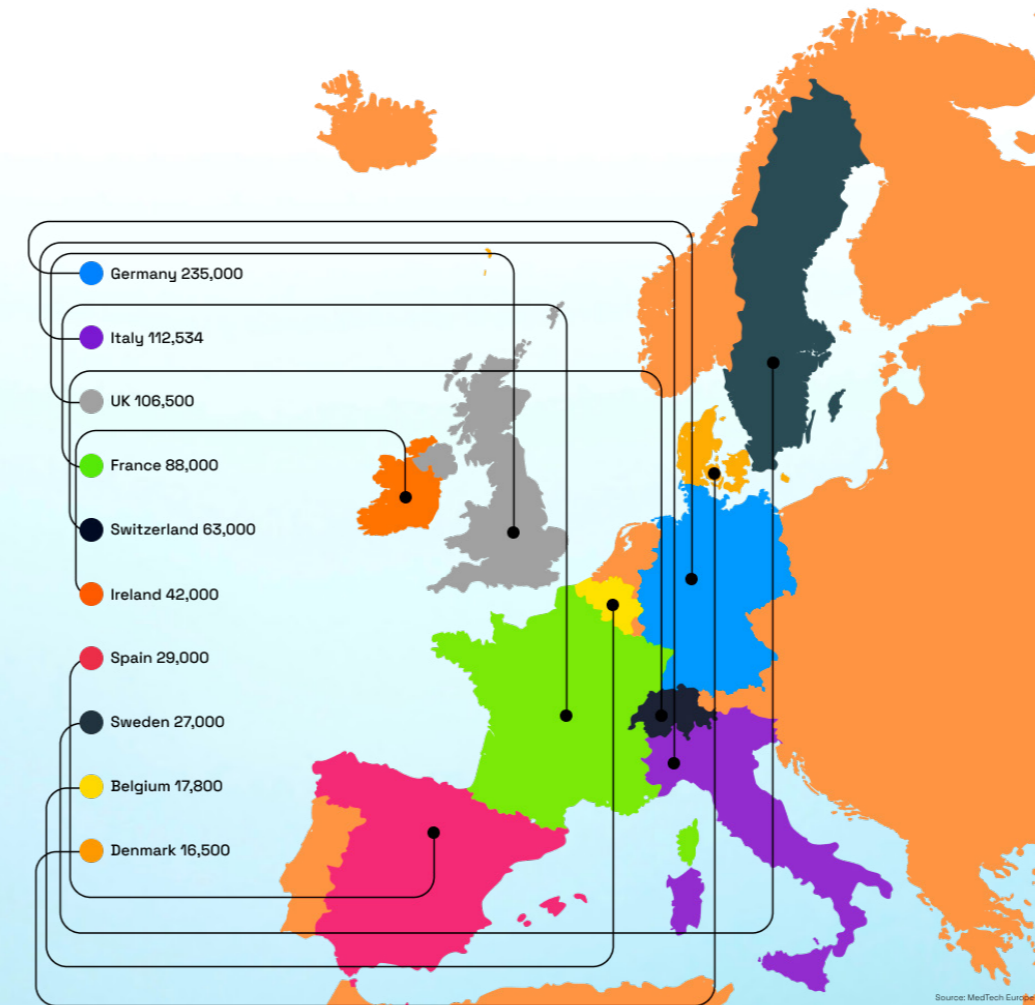 Germany 235,000
Italy 112,534
UK 106,500
France 88,000
Switzerland 63,000
Ireland 42,000
Spain 29,000
Sweden 27,000
Belgium 17,800
Denmark 16,500
Source: MedTech Europe